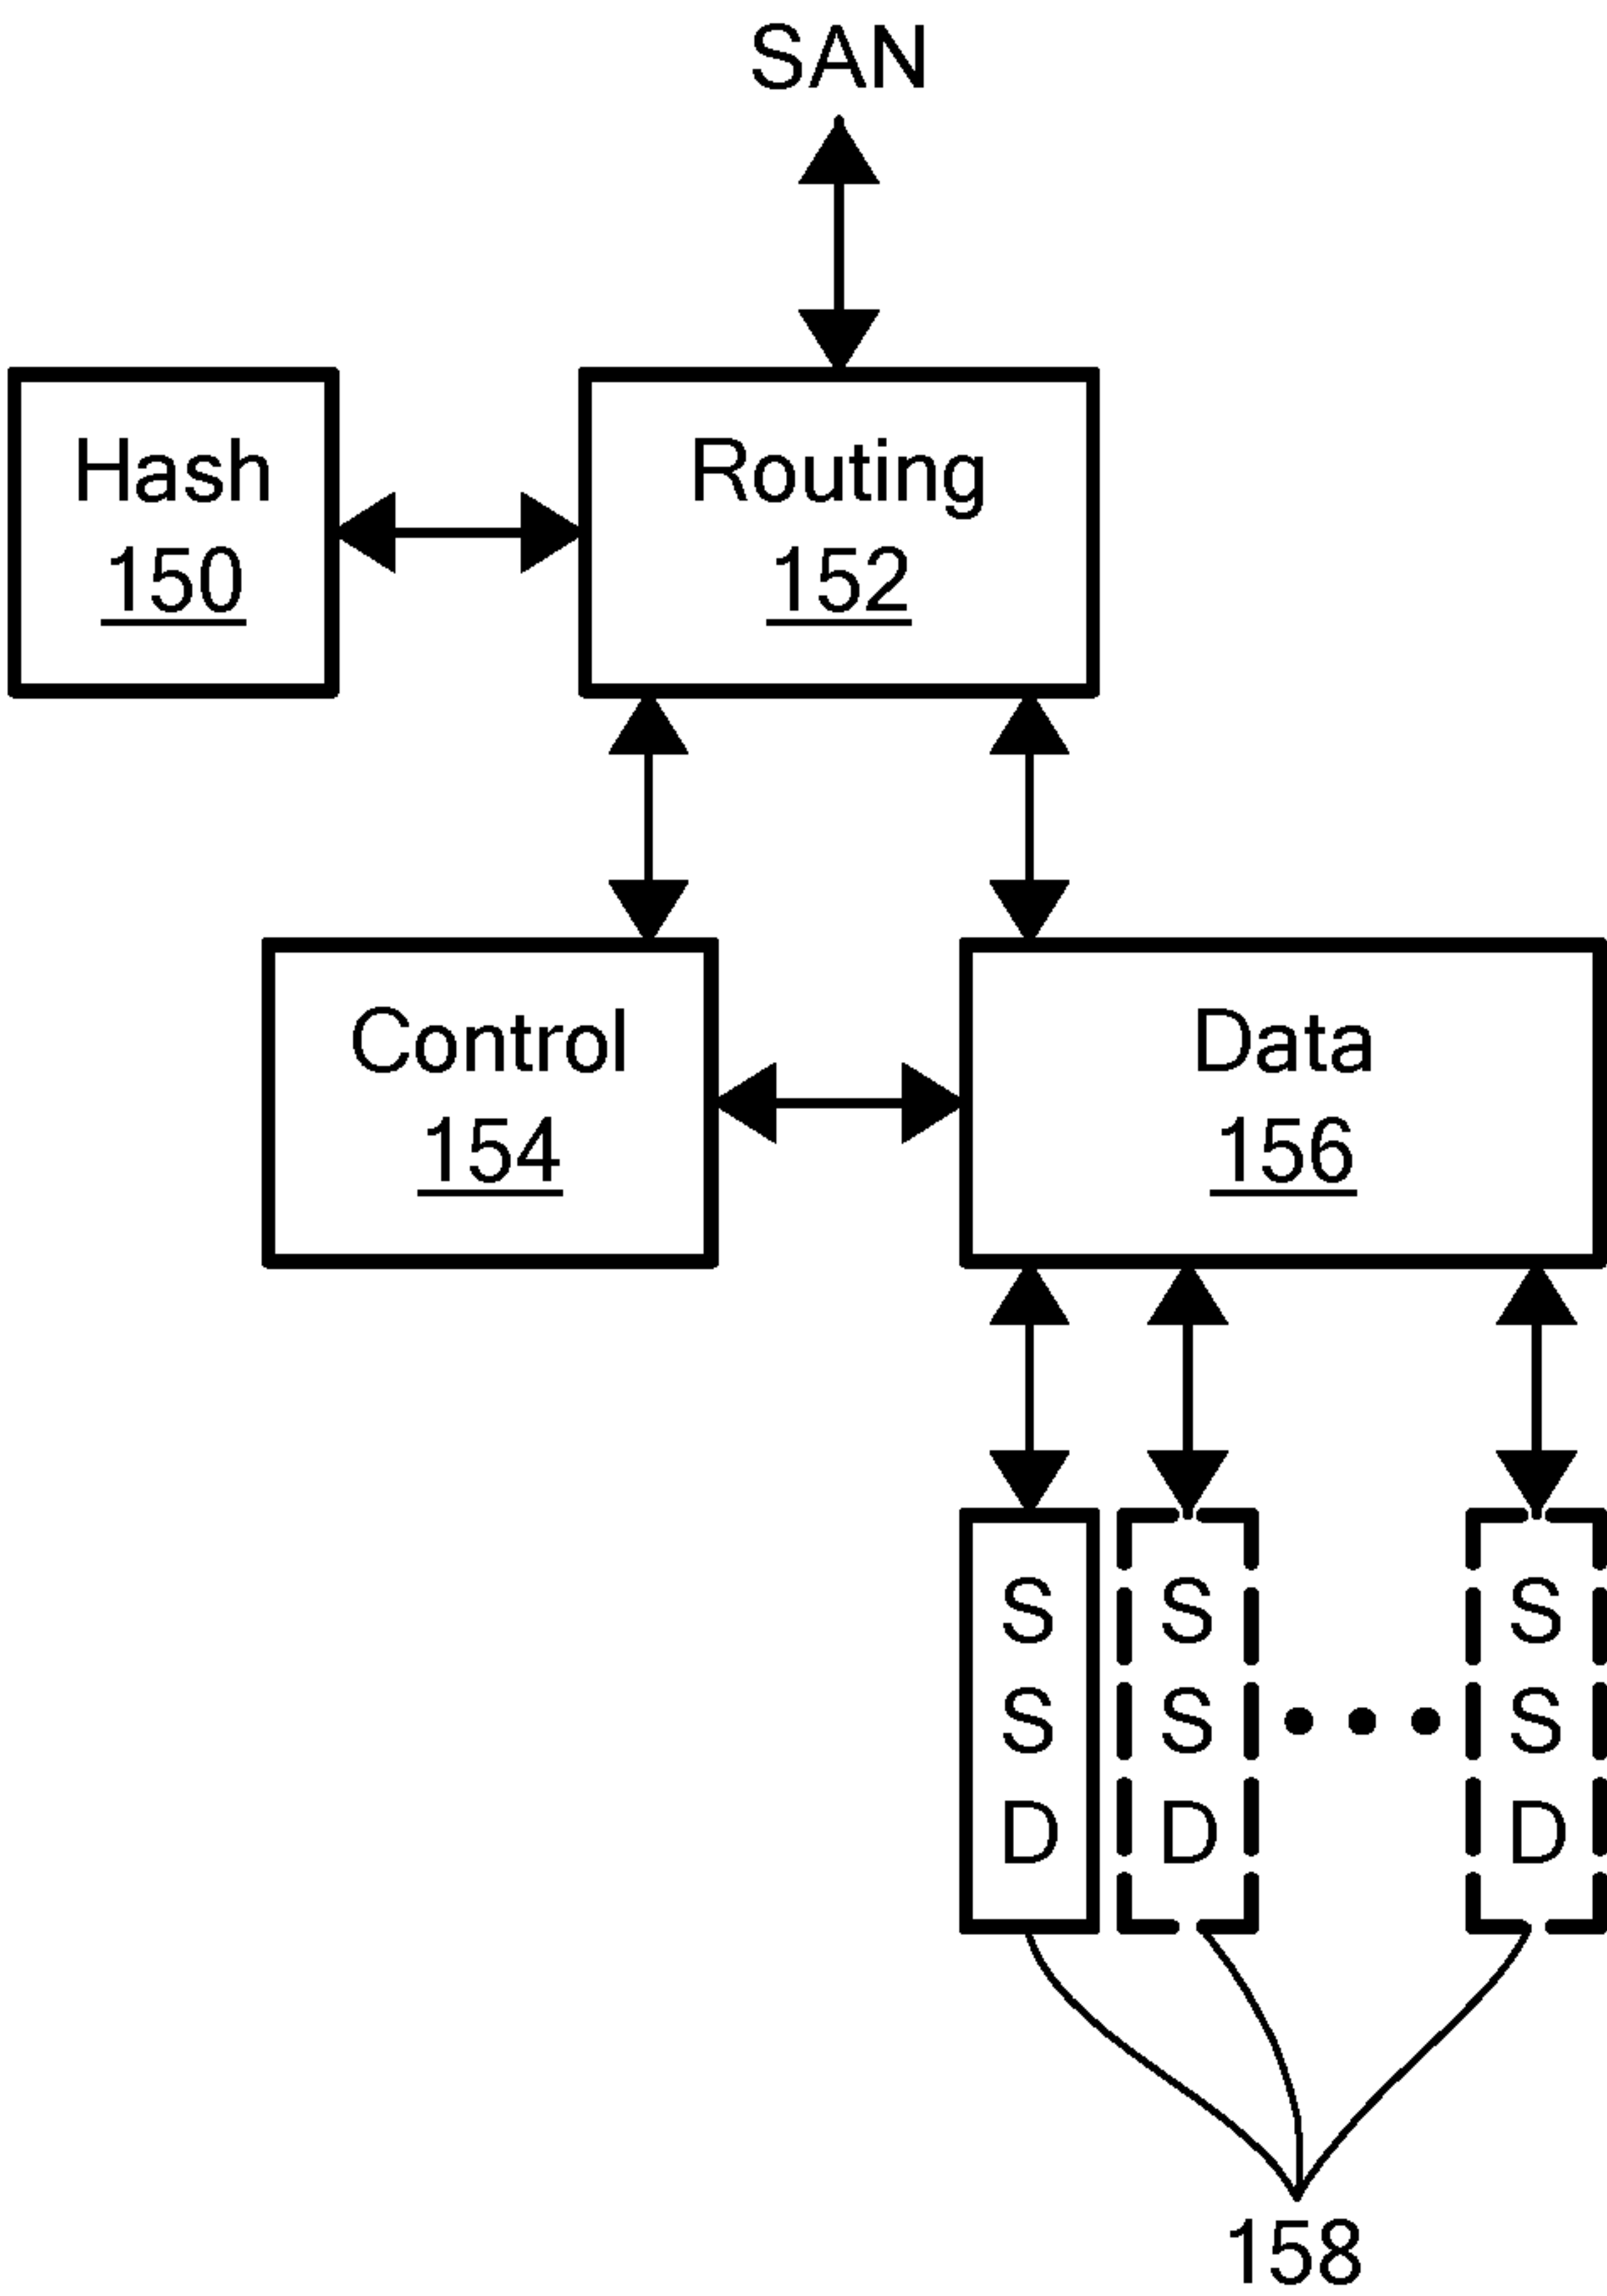 SAN
Hash
150
Routing
152
Control
154
Data
156
S S S
S S S
D D D
158